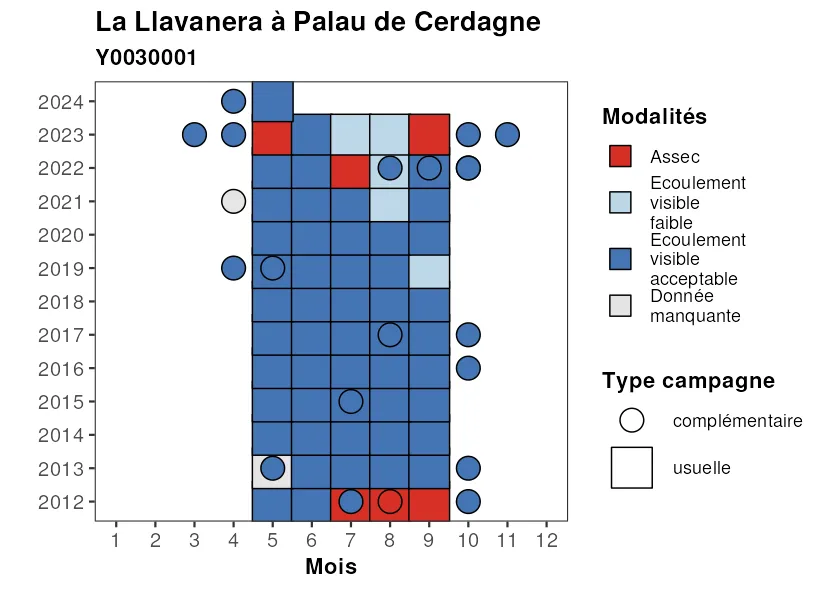 La Llavanera à Palau de Cerdagne
Y0030001
2024
2023
2022
2021
2020
2019
2018
2017
2016
2015
2014
2013
2012
1 2 3 4 5 6 7 8 9 10 11 12
Mois
Modalités
Assec
Ecoulement
visible
faible
Ecoulement
visible
acceptable
Donnée
manquante
Type campagne
complémentaire
usuelle